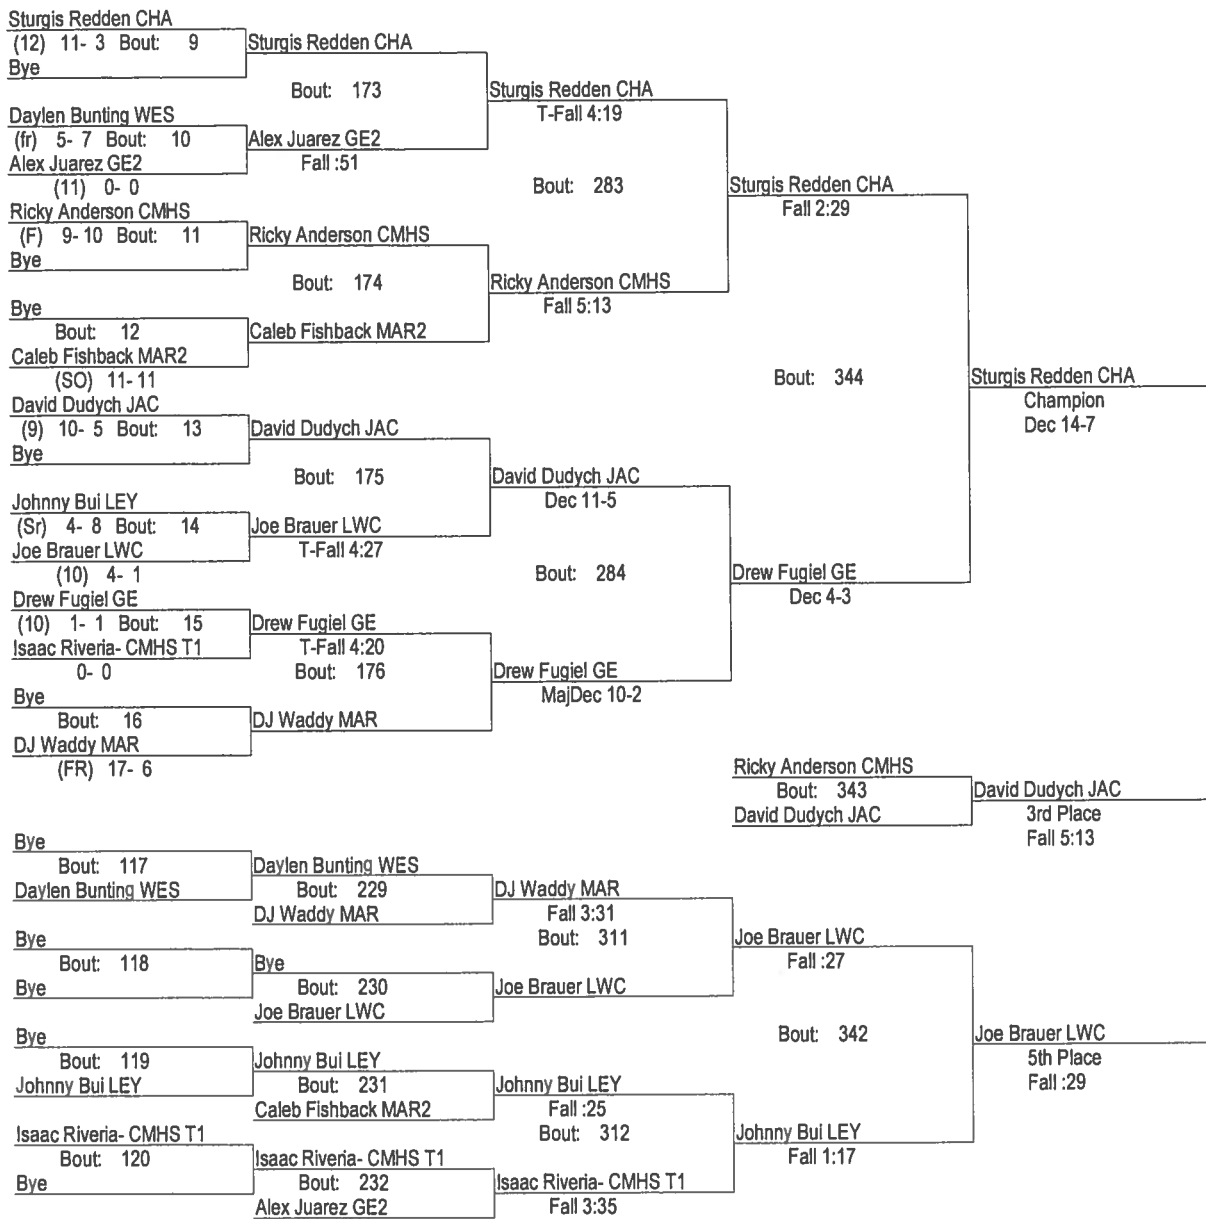 Sturgis Redden CHA
(12) 11- 3 Bout: 9
Bye
Sturgis Redden CHA
Bout: 173
Daylen Bunting WES
(fr) 5- 7 Bout: 10
Alex Juarez GE2
(11) 0- 0
Alex Juarez GE2
Fall :51
Sturgis Redden CHA
T-Fall 4:19
Bout: 283
Ricky Anderson CMHS
(F) 9- 10 Bout: 11
Bye
Ricky Anderson CMHS
Bout: 174
Bye
Bout: 12
Caleb Fishback MAR2
(SO) 11- 11
Caleb Fishback MAR2
Ricky Anderson CMHS
Fall 5:13
Sturgis Redden CHA
Fall 2:29
Bout: 344
Sturgis Redden CHA
Champion
Dec 14-7
David Dudych JAC
(9) 10- 5 Bout: 13
Bye
David Dudych JAC
Bout: 175
Johnny Bui LEY
(Sr) 4- 8 Bout: 14
Joe Brauer LWC
(10) 4- 1
Joe Brauer LWC
T-Fall 4:27
David Dudych JAC
Dec 11-5
Bout: 284
Drew Fugiel GE
(10) 1- 1 Bout: 15
Isaac Riveria- CMHS T1
0- 0
Drew Fugiel GE
T-Fall 4:20
Bout: 176
Bye
Bout: 16
DJ Waddy MAR
(FR) 17- 6
DJ Waddy MAR
Drew Fugiel GE
MajDec 10-2
Drew Fugiel GE
Dec 4-3
Ricky Anderson CMHS
Bout: 343
David Dudych JAC
David Dudych JAC
3rd Place
Fall 5:13
Bye
Bout: 117
Daylen Bunting WES
Daylen Bunting WES
Bout: 229
DJ Waddy MAR
DJ Waddy MAR
Fall 3:31
Bout: 311
Bye
Bout: 118
Bye
Bye
Bout: 230
Joe Brauer LWC
Joe Brauer LWC
Joe Brauer LWC
Fall :27
Bout: 342
Joe Brauer LWC
5th Place
Fall :29
Bye
Bout: 119
Johnny Bui LEY
Johnny Bui LEY
Bout: 231
Caleb Fishback MAR2
Johnny Bui LEY
Fall :25
Bout: 312
Isaac Riveria- CMHS T1
Bout: 120
Bye
Isaac Riveria- CMHS T1
Bout: 232
Alex Juarez GE2
Isaac Riveria- CMHS T1
Fall 3:35
Johnny Bui LEY
Fall 1:17